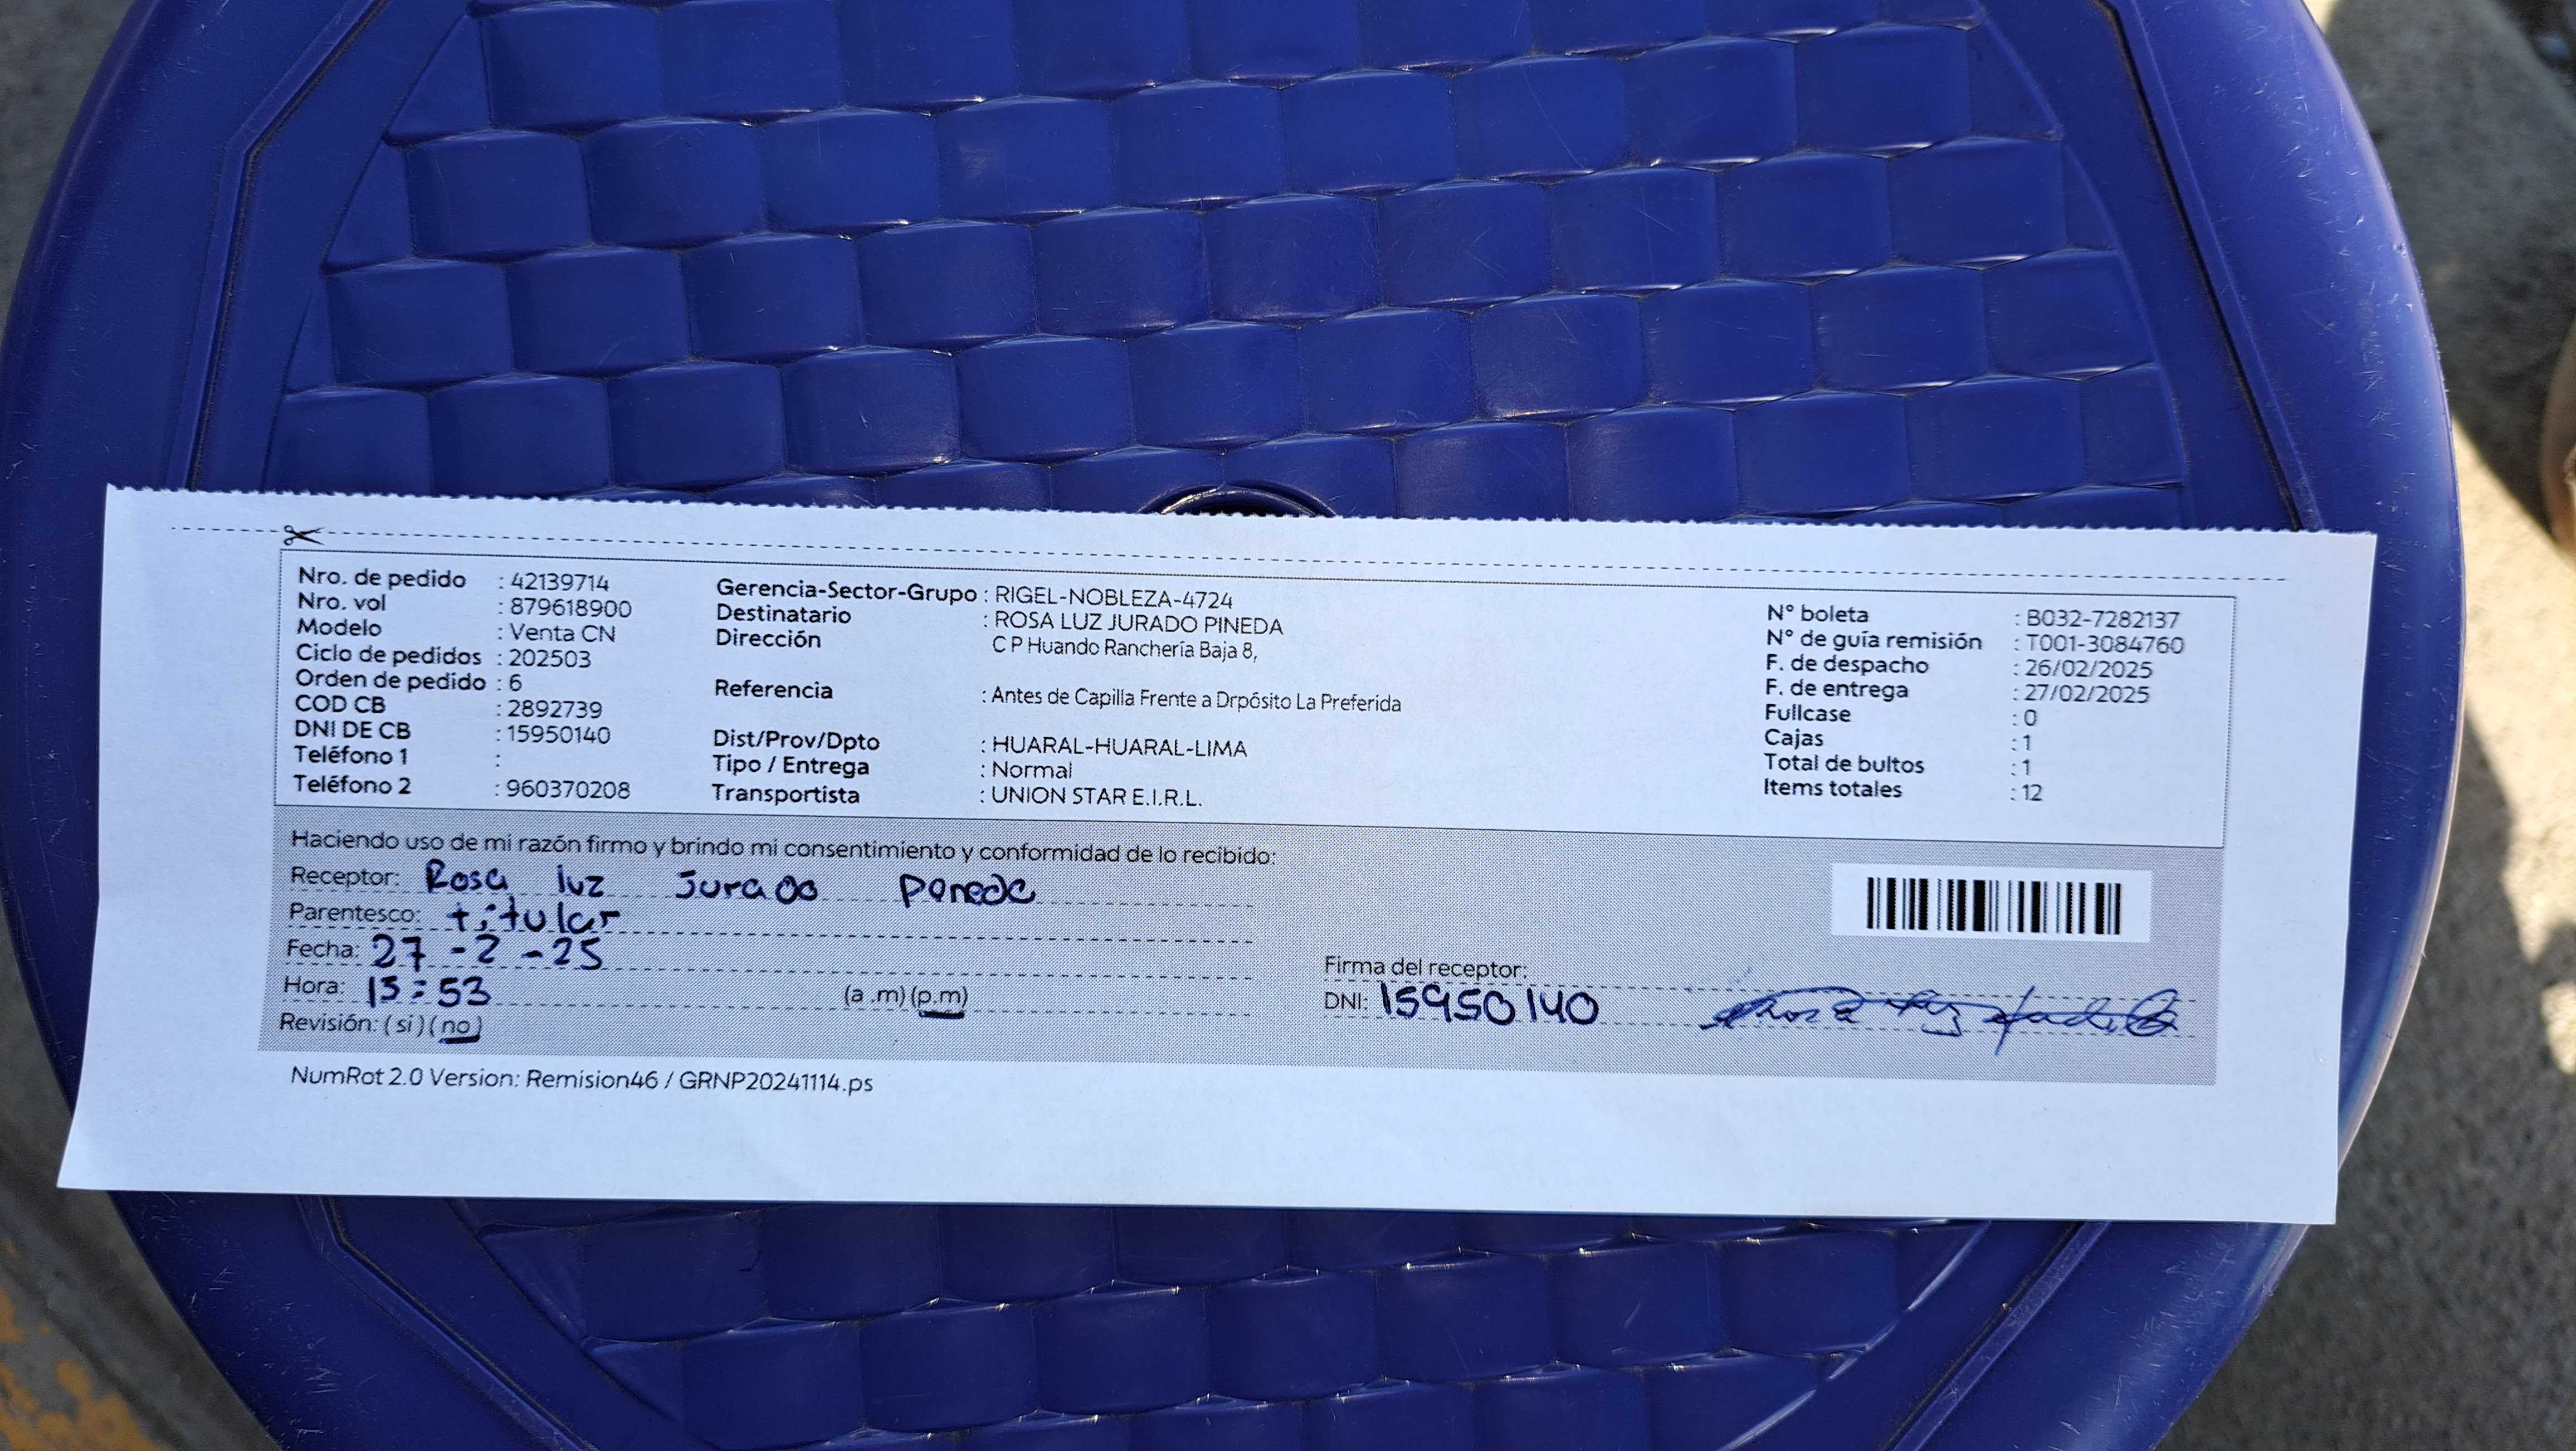 Nro. de pedido : 42139714
Nro. vol : 879618900
Modelo : Venta CN
Ciclo de pedidos : 202503
Orden de pedido : 6
COD CB : 2892739
DNI DE CB : 15950140
Teléfono 1 :
Teléfono 2 : 960370208
Gerencia-Sector-Grupo : RIGEL-NOBLEZA-4724
Destinatario : ROSA LUZ JURADO PINEDA
Dirección C P Huando Ranchería Baja 8,
Referencia : Antes de Capilla Frente a Drpósito La Preferida
Dist/Prov/Dpto : HUARAL-HUARAL-LIMA
Tipo / Entrega : Normal
Transportista : UNION STAR E.I.R.L.
N° boleta : B032-7282137
N° de guía remisión : T001-3084760
F. de despacho : 26/02/2025
F. de entrega : 27/02/2025
Fullcase : 0
Cajas : 1
Total de bultos : 1
Items totales : 12
Haciendo uso de mi razón firmo y brindo mi consentimiento y conformidad de lo recibido:
Receptor: Rosa luz Jurado
Parentesco: titular
Fecha: 27-2-25
Hora: 13:53 (a .m) (p.m)
Revisión: ( si ) ( no )
Firma del receptor:
DNI: 15950140
NumRot 2.0 Version: Remision46 / GRNP20241114.ps